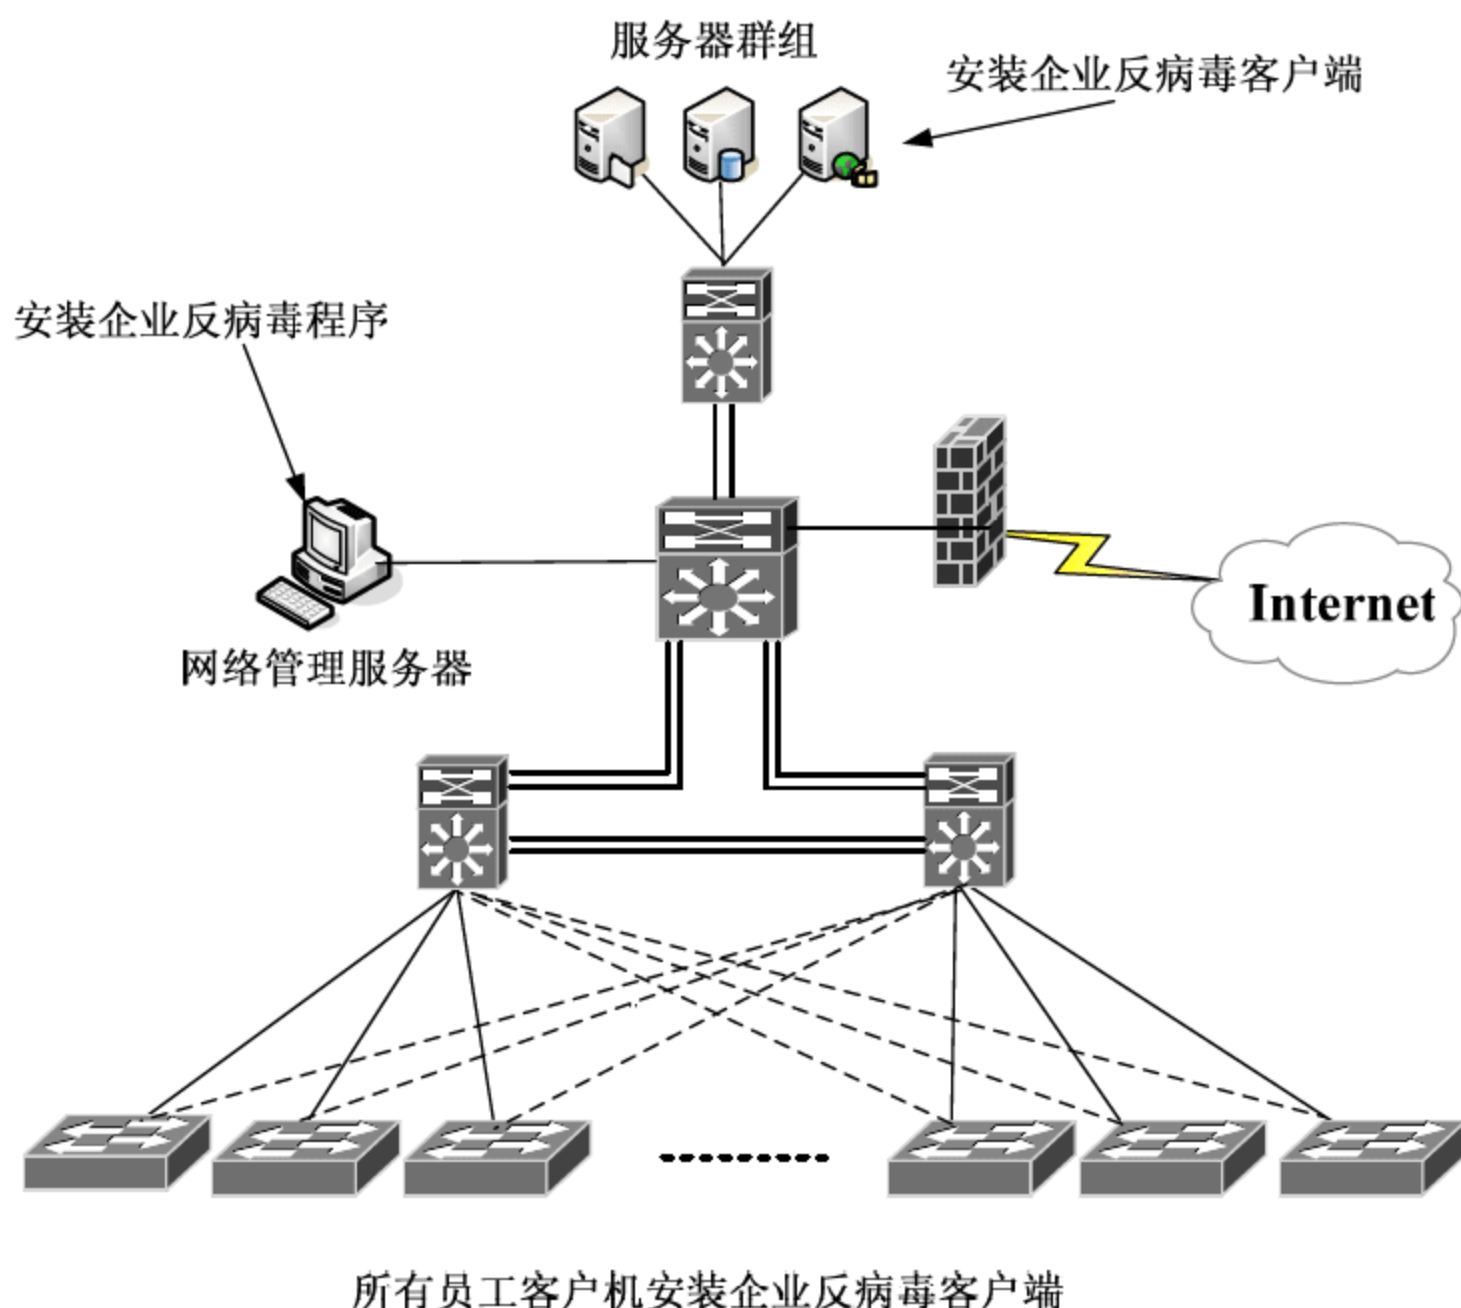 服务器群组
安装企业反病毒客户端
安装企业反病毒程序
Internet
网络管理服务器
所有员工客户机安装企业反病毒客户端